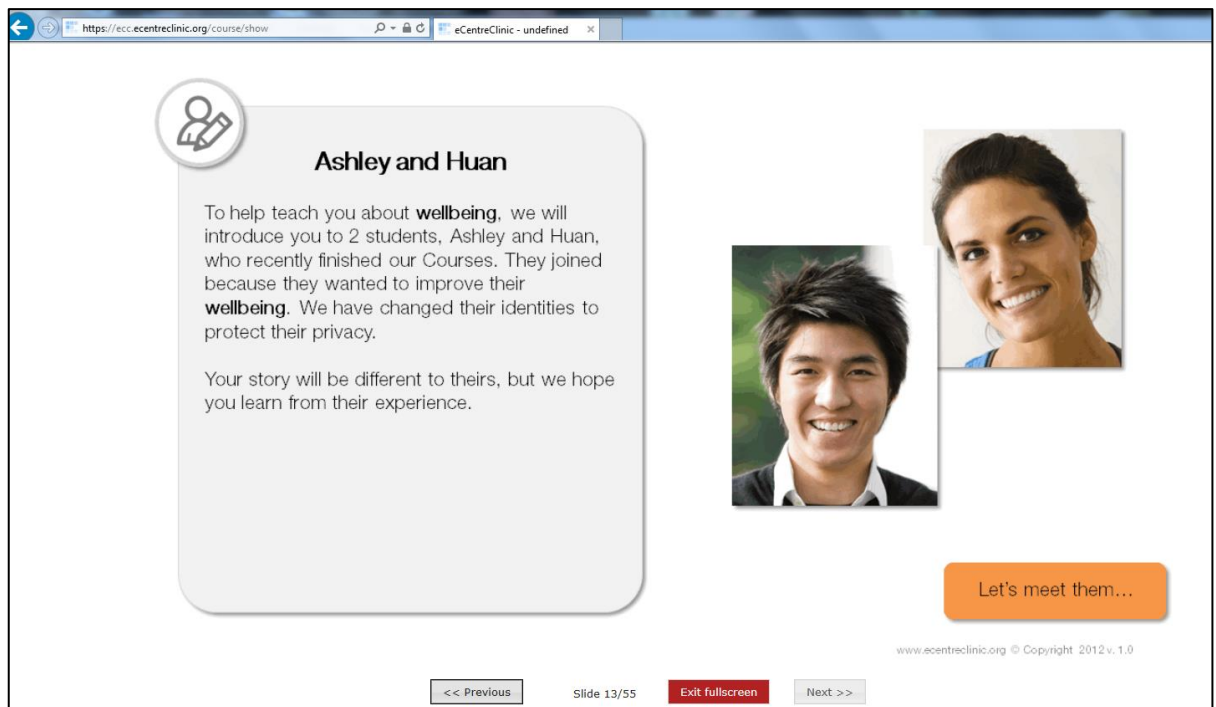 https://ecc.ecentreclinic.org/course/show
eCentreClinic - undefined
Ashley and Huan
To help teach you about wellbeing, we will
introduce you to 2 students, Ashley and Huan,
who recently finished our Courses. They joined
because they wanted to improve their
wellbeing. We have changed their identities to
protect their privacy.
Your story will be different to theirs, but we hope
you learn from their experience.
Let's meet them...
www.ecentreclinic.org © Copyright 2012 v. 1.0
<< Previous
Slide 13/55
Exit fullscreen
Next >>